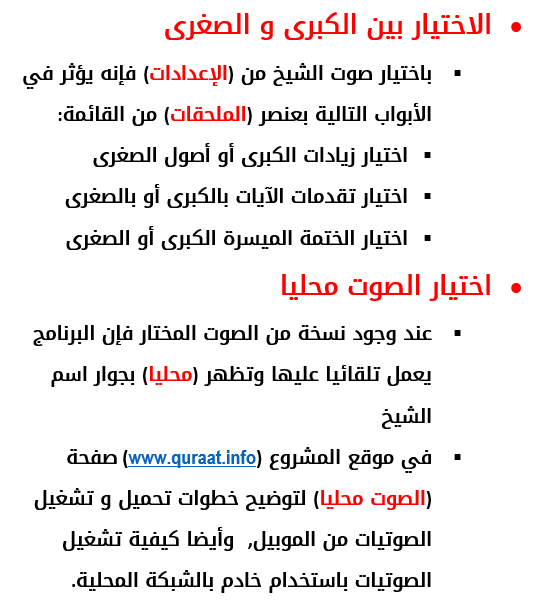 • الاختيار بين الكبرى و الصغرى
▪ باختيار صوت الشيخ من (الإعدادات) فإنه يؤثر في
الأبواب التالية بعنصر (الملحقات) من القائمة:
▪ اختيار زيادات الكبرى أو أصول الصغرى
▪ اختيار تقدمات الآيات بالكبرى أو بالصغرى
▪ اختيار الختمة الميسرة الكبرى أو الصغرى
• اختيار الصوت محليا
▪ عند وجود نسخة من الصوت المختار فإن البرنامج
يعمل تلقائيا عليها وتظهر (محليا) بجوار اسم
الشيخ
▪ في موقع المشروع (www.quraat.info) صفحة
(الصوت محليا) لتوضيح خطوات تحميل و تشغيل
الصوتيات من الموبيل, وأيضا كيفية تشغيل
الصوتيات باستخدام خادم بالشبكة المحلية.